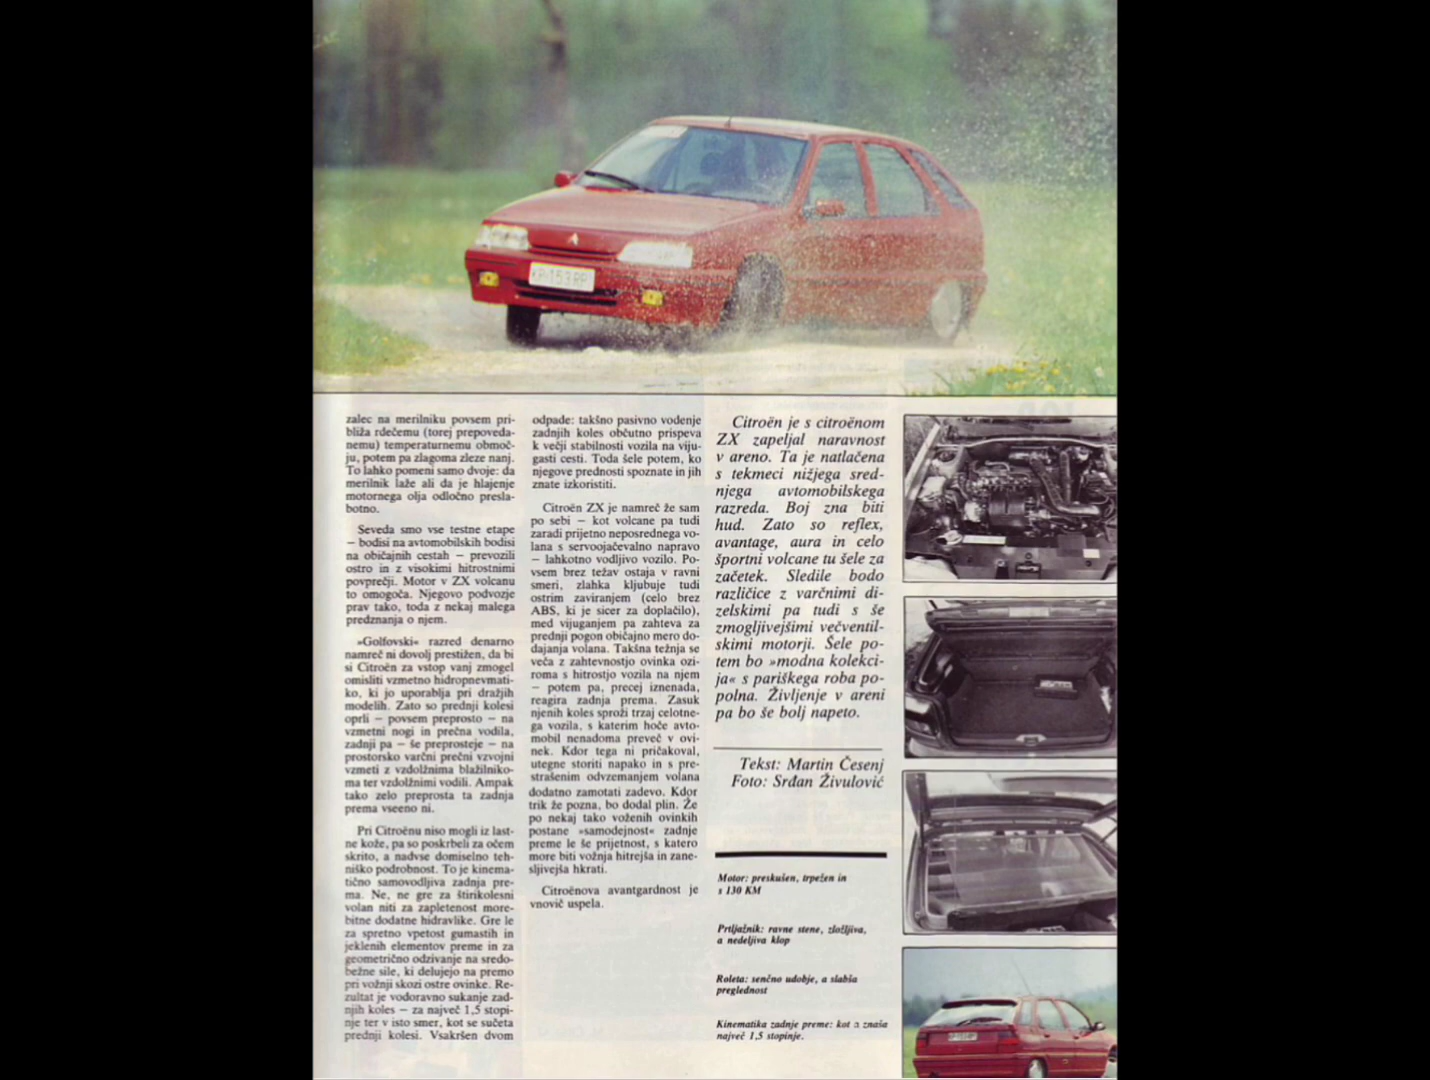 KP·153RP
zalec na merilniku povsem pri-
bliža rdečemu (torej prepoveda-
nemu) temperaturnemu območ-
ju, potem pa zlagoma zleze nanj.
To lahko pomeni samo dvoje: da
merilnik laže ali da je hlajenje
motornega olja odločno presla-
botno.
Seveda smo vse testne etape
– bodisi na avtomobilskih bodisi
na običajnih cestah – prevozili
ostro in z visokimi hitrostnimi
povprečji. Motor v ZX volcanu
to omogoča. Njegovo podvozje
prav tako, toda z nekaj malega
predznanja o njem.
»Golfovski« razred denarno
namreč ni dovolj prestižen, da bi
si Citroën za vstop vanj zmogel
omisliti vzmetno hidropnevmati-
ko, ki jo uporablja pri dražjih
modelih. Zato so prednji kolesi
oprli – povsem preprosto – na
vzmetni nogi in prečna vodila,
zadnji pa – še preprosteje – na
prostorsko varčni prečni vzvojni
vzmeti z vzdolžnima blažilniko-
ma ter vzdolžnimi vodili. Ampak
tako zelo preprosta ta zadnja
prema vseeno ni.
Pri Citroënu niso mogli iz last-
ne kože, pa so poskrbeli za očem
skrito, a nadvse domiselno teh-
niško podrobnost. To je kinema-
tično samovodljiva zadnja pre-
ma. Ne, ne gre za štirikolesni
volan niti za zapletenost more-
bitne dodatne hidravlike. Gre le
za spretno vpetost gumastih in
jeklenih elementov preme in za
geometrično odzivanje na sredo-
bežne sile, ki delujejo na premo
pri vožnji skozi ostre ovinke. Re-
zultat je vodoravno sukanje zad-
njih koles – za največ 1,5 stopi-
nje ter v isto smer, kot se sučeta
prednji kolesi. Vsakršen dvom
odpade: takšno pasivno vodenje
zadnjih koles občutno prispeva
k večji stabilnosti vozila na viju-
gasti cesti. Toda šele potem, ko
njegove prednosti spoznate in jih
znate izkoristiti.
Citroën ZX je namreč že sam
po sebi – kot volcane pa tudi
zaradi prijetno neposrednega vo-
lana s servoojačevalno napravo
– lahkotno vodljivo vozilo. Po-
vsem brez težav ostaja v ravni
smeri, zlahka kljubuje tudi
ostrim zaviranjem (celo brez
ABS, ki je sicer za doplačilo),
med vijuganjem pa zahteva za
prednji pogon običajno mero do-
dajanja volana. Takšna težnja se
veča z zahtevnostjo ovinka ozi-
roma s hitrostjo vozila na njem
– potem pa, precej iznenada,
reagira zadnja prema. Zasuk
njenih koles sproži trzaj celotne-
ga vozila, s katerim hoče avto-
mobil nenadoma preveč v ovi-
nek. Kdor tega ni pričakoval,
utegne storiti napako in s pre-
strašenim odvzemanjem volana
dodatno zamotati zadevo. Kdor
trik že pozna, bo dodal plin. Že
po nekaj tako voženih ovinkih
postane »samodejnost« zadnje
preme le še prijetnost, s katero
more biti vožnja hitrejša in zane-
sljivejša hkrati.
Citroënova avantgardnost je
vnovič uspela.
Citroën je s citroënom
ZX zapeljal naravnost
v areno. Ta je natlačena
s tekmeci nižjega sred-
njega avtomobilskega
razreda. Boj zna biti
hud. Zato so reflex,
avantage, aura in celo
športni volcane tu šele za
začetek. Sledile bodo
različice z varčnimi di-
zelskimi pa tudi s še
zmogljivejšimi večventil-
skimi motorji. Šele po-
tem bo »modna kolekci-
ja« s pariškega roba po-
polna. Življenje v areni
pa bo še bolj napeto.
Tekst: Martin Česenj
Foto: Srđan Živulović
Motor: preskušen, trpežen in
s 130 KM
Prtljažnik: ravne stene, zložljiva,
a nedeljiva klop
Roleta: senčno udobje, a slabša
preglednost
Kinematika zadnje preme: kot a znaša
največ 1,5 stopinje.